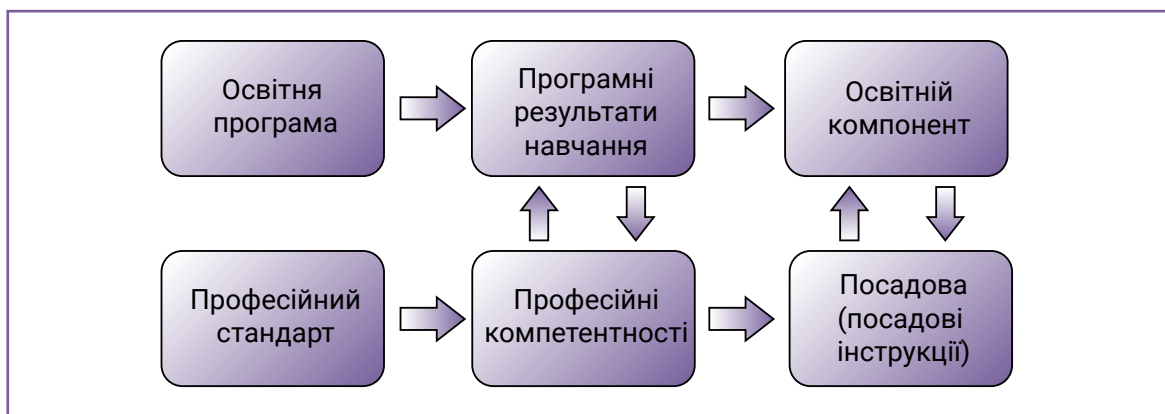 Освітня
програма
Програмні
результати
навчання
Освітній
компонент
Професійний
стандарт
Професійні
компетентності
Посадова
(посадові
інструкції)